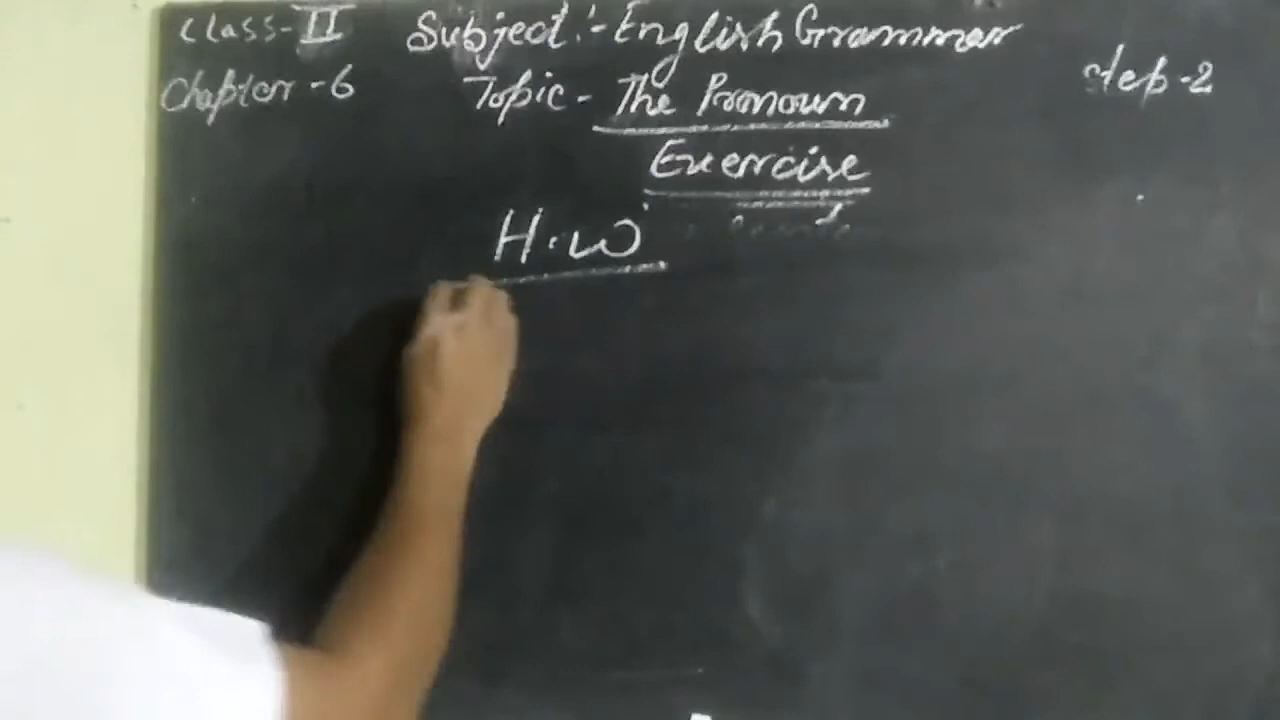 Class-II Subject:-English Grammar
Chapter-6 Topic- The Pronoun step-2
Exercise
H.W